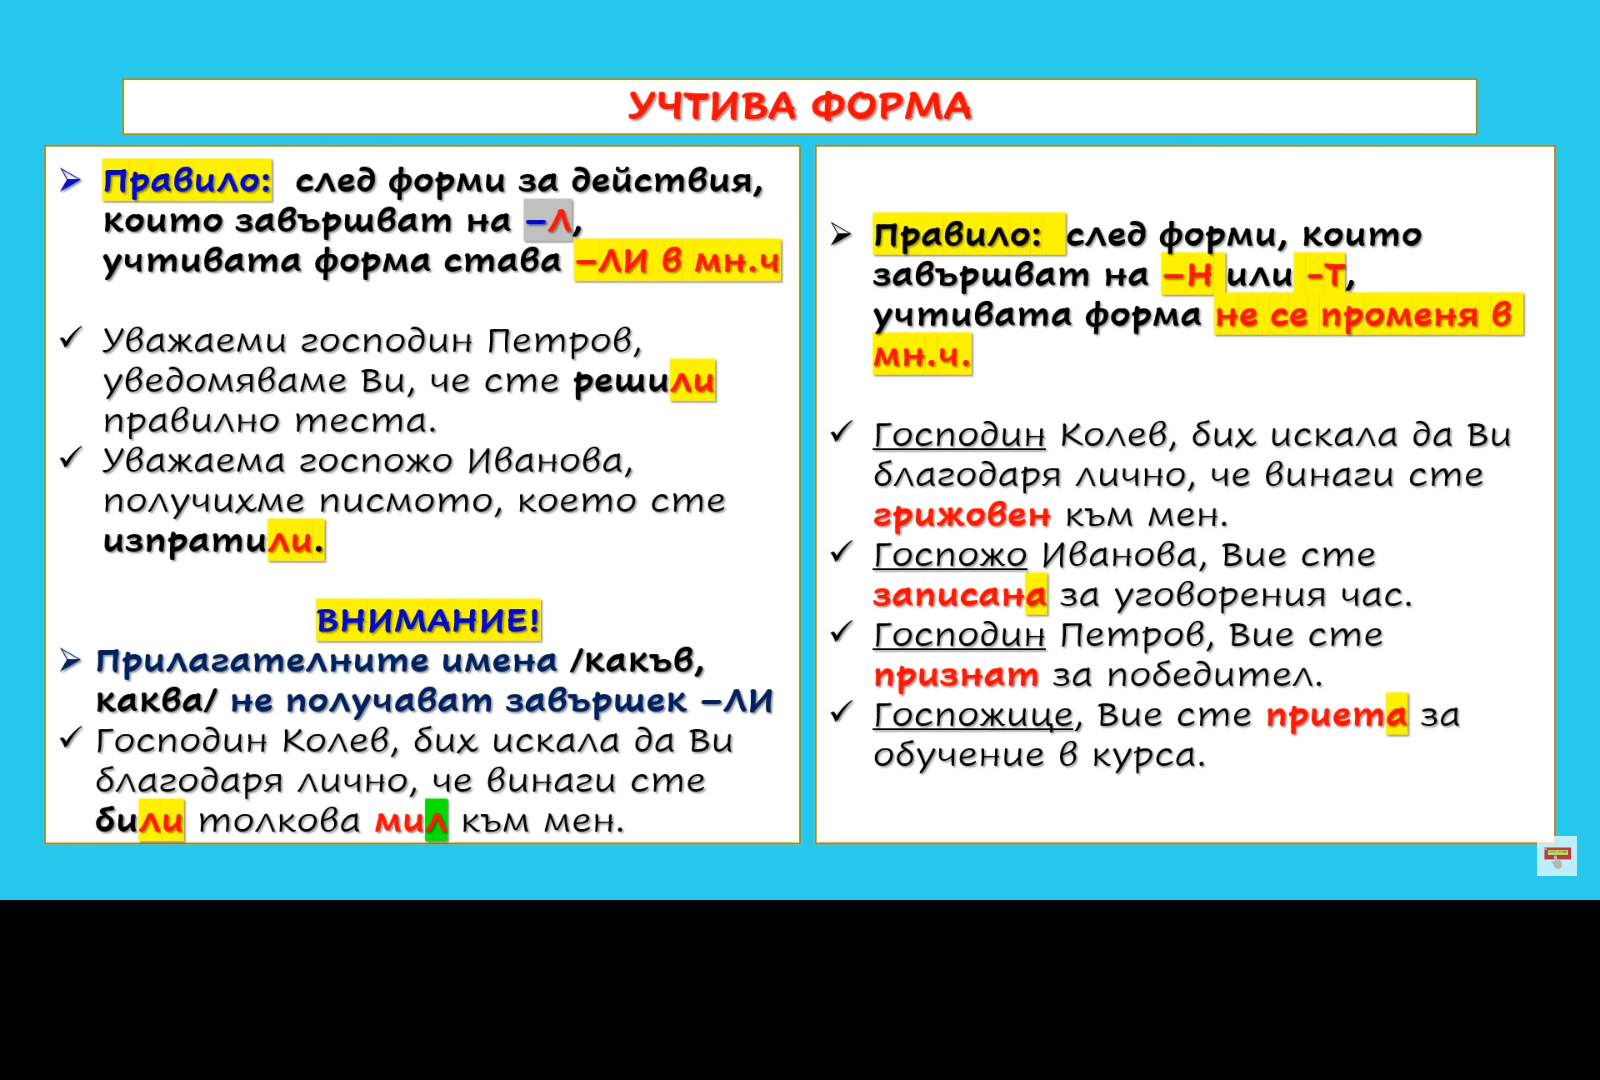 УЧТИВА ФОРМА
➢ Правило: след форми за действия,
които завършват на –Л,
учтивата форма става –ЛИ в мн.ч
✓ Уважаеми господин Петров,
уведомяваме Ви, че сте решили
правилно теста.
✓ Уважаема госпожо Иванова,
получихме писмото, което сте
изпратили.
ВНИМАНИЕ!
➢ Прилагателните имена /какъв,
каква/ не получават завършек –ЛИ
✓ Господин Колев, бих искала да Ви
благодаря лично, че винаги сте
били толкова мил към мен.
➢ Правило: след форми, които
завършват на –Н или -Т,
учтивата форма не се променя в
мн.ч.
✓ Господин Колев, бих искала да Ви
благодаря лично, че винаги сте
грижовен към мен.
✓ Госпожо Иванова, Вие сте
записана за уговорения час.
✓ Господин Петров, Вие сте
признат за победител.
✓ Госпожице, Вие сте приета за
обучение в курса.